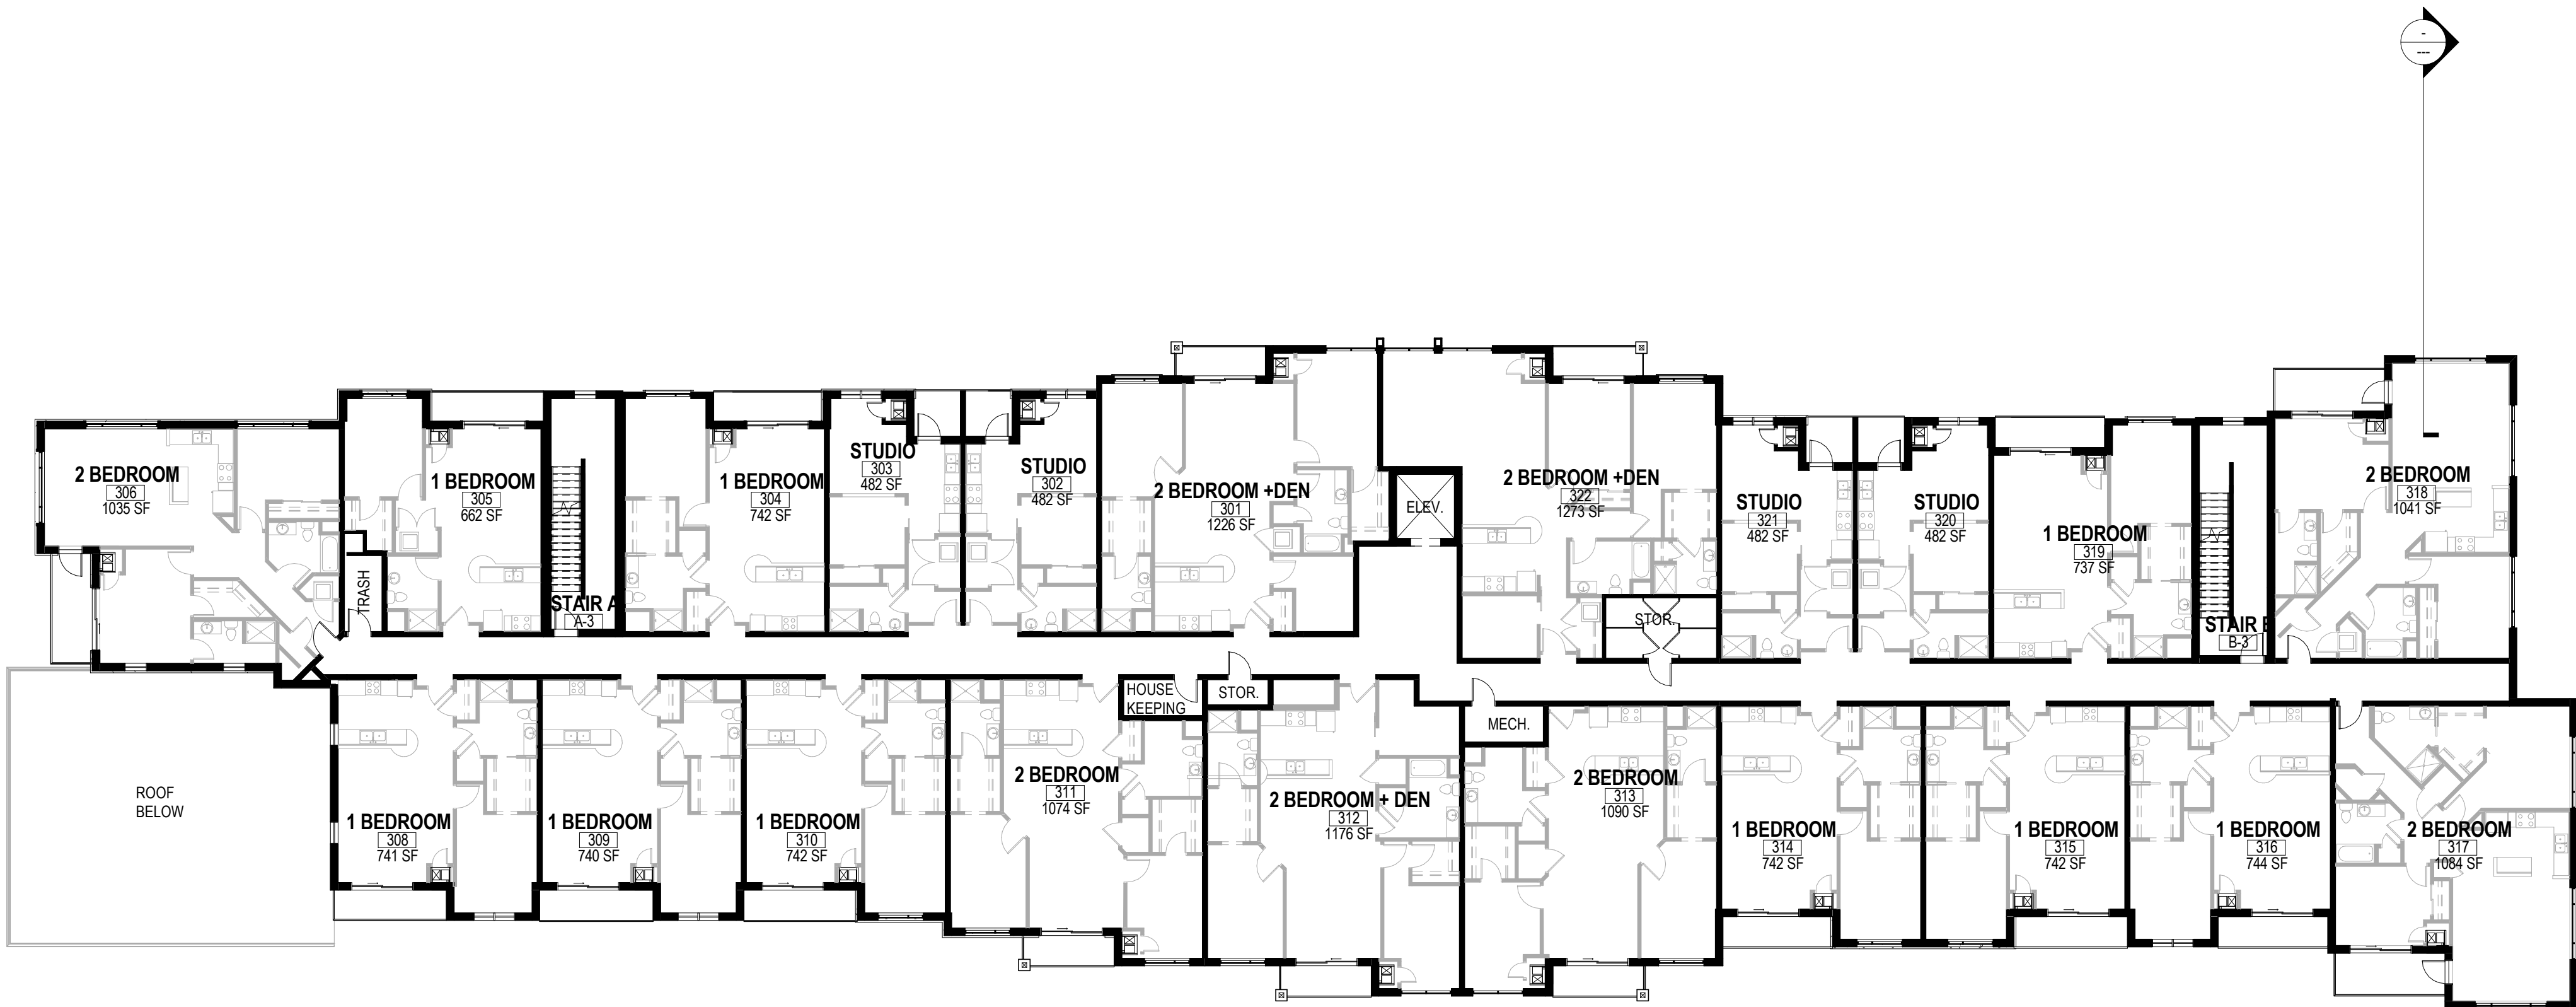 -
---
2 BEDROOM
306
1035 SF
1 BEDROOM
305
662 SF
TRASH
STAIR A
A-3
1 BEDROOM
304
742 SF
STUDIO
303
482 SF
STUDIO
302
482 SF
2 BEDROOM +DEN
301
1226 SF
ELEV.
2 BEDROOM +DEN
322
1273 SF
STOR.
STUDIO
321
482 SF
STUDIO
320
482 SF
1 BEDROOM
319
737 SF
STAIR B
B-3
2 BEDROOM
318
1041 SF
ROOF
BELOW
1 BEDROOM
308
741 SF
1 BEDROOM
309
740 SF
1 BEDROOM
310
742 SF
2 BEDROOM
311
1074 SF
HOUSE
KEEPING
STOR.
2 BEDROOM + DEN
312
1176 SF
MECH.
2 BEDROOM
313
1090 SF
1 BEDROOM
314
742 SF
1 BEDROOM
315
742 SF
1 BEDROOM
316
744 SF
2 BEDROOM
317
1084 SF